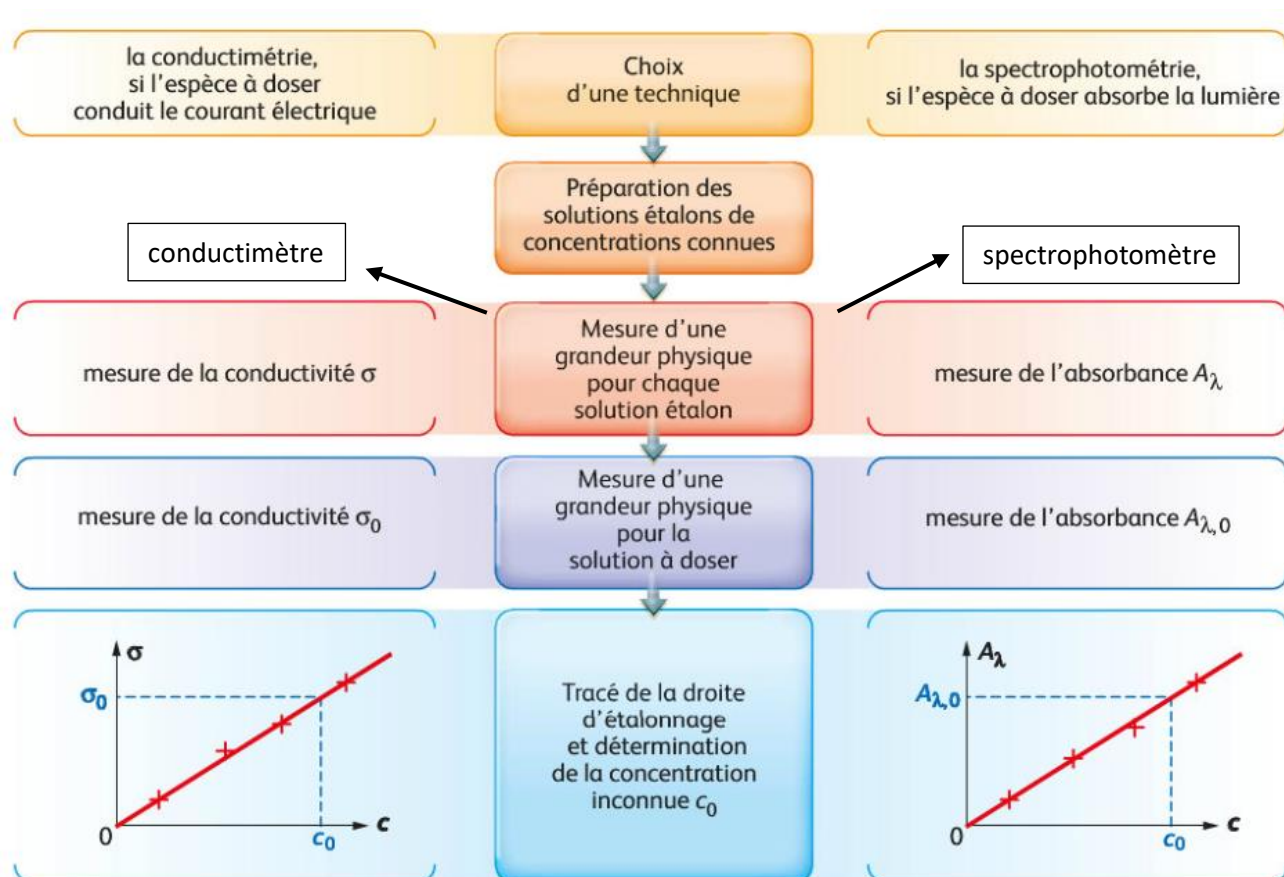 la conductimétrie,
si l'espèce à doser
conduit le courant électrique
Choix
d'une technique
la spectrophotométrie,
si l'espèce à doser absorbe la lumière
Préparation des
solutions étalons de
concentrations connues
conductimètre
spectrophotomètre
mesure de la conductivité σ
Mesure d'une
grandeur physique
pour chaque
solution étalon
mesure de l'absorbance Aλ
mesure de la conductivité σ0
Mesure d'une
grandeur physique
pour la
solution à doser
mesure de l'absorbance Aλ,0
σ
σ0
0
c0
c
Tracé de la droite
d'étalonnage
et détermination
de la concentration
inconnue c0
Aλ
Aλ,0
0
c0
c